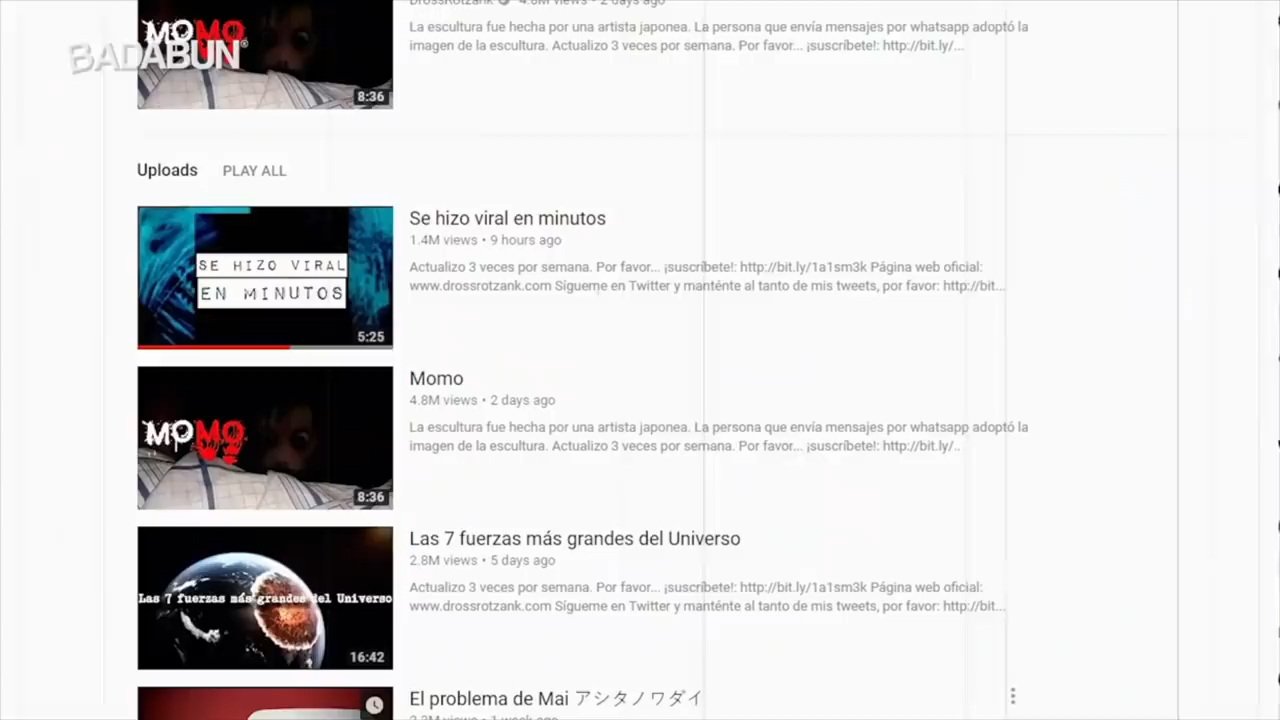 DrossRotzank 4.8M views • 2 days ago
MOMO
La escultura fue hecha por una artista japonea. La persona que envía mensajes por whatsapp adoptó la
imagen de la escultura. Actualizo 3 veces por semana. Por favor... ¡suscríbete!: http://bit.ly/...
BADABUN
8:36
Uploads PLAY ALL
SE HIZO VIRAL
EN MINUTOS
5:25
Se hizo viral en minutos
1.4M views • 9 hours ago
Actualizo 3 veces por semana. Por favor... ¡suscríbete!: http://bit.ly/1a1sm3k Página web oficial:
www.drossrotzank.com Sígueme en Twitter y manténte al tanto de mis tweets, por favor: http://bit...
MOMO
8:36
Momo
4.8M views • 2 days ago
La escultura fue hecha por una artista japonea. La persona que envía mensajes por whatsapp adoptó la
imagen de la escultura. Actualizo 3 veces por semana. Por favor... ¡suscríbete!: http://bit.ly/..
Las 7 fuerzas más grandes del Universo
16:42
Las 7 fuerzas más grandes del Universo
2.8M views • 5 days ago
Actualizo 3 veces por semana. Por favor... ¡suscríbete!: http://bit.ly/1a1sm3k Página web oficial:
www.drossrotzank.com Sígueme en Twitter y manténte al tanto de mis tweets, por favor: http://bit...
El problema de Mai アシタノワダイ
views • 1 week ago